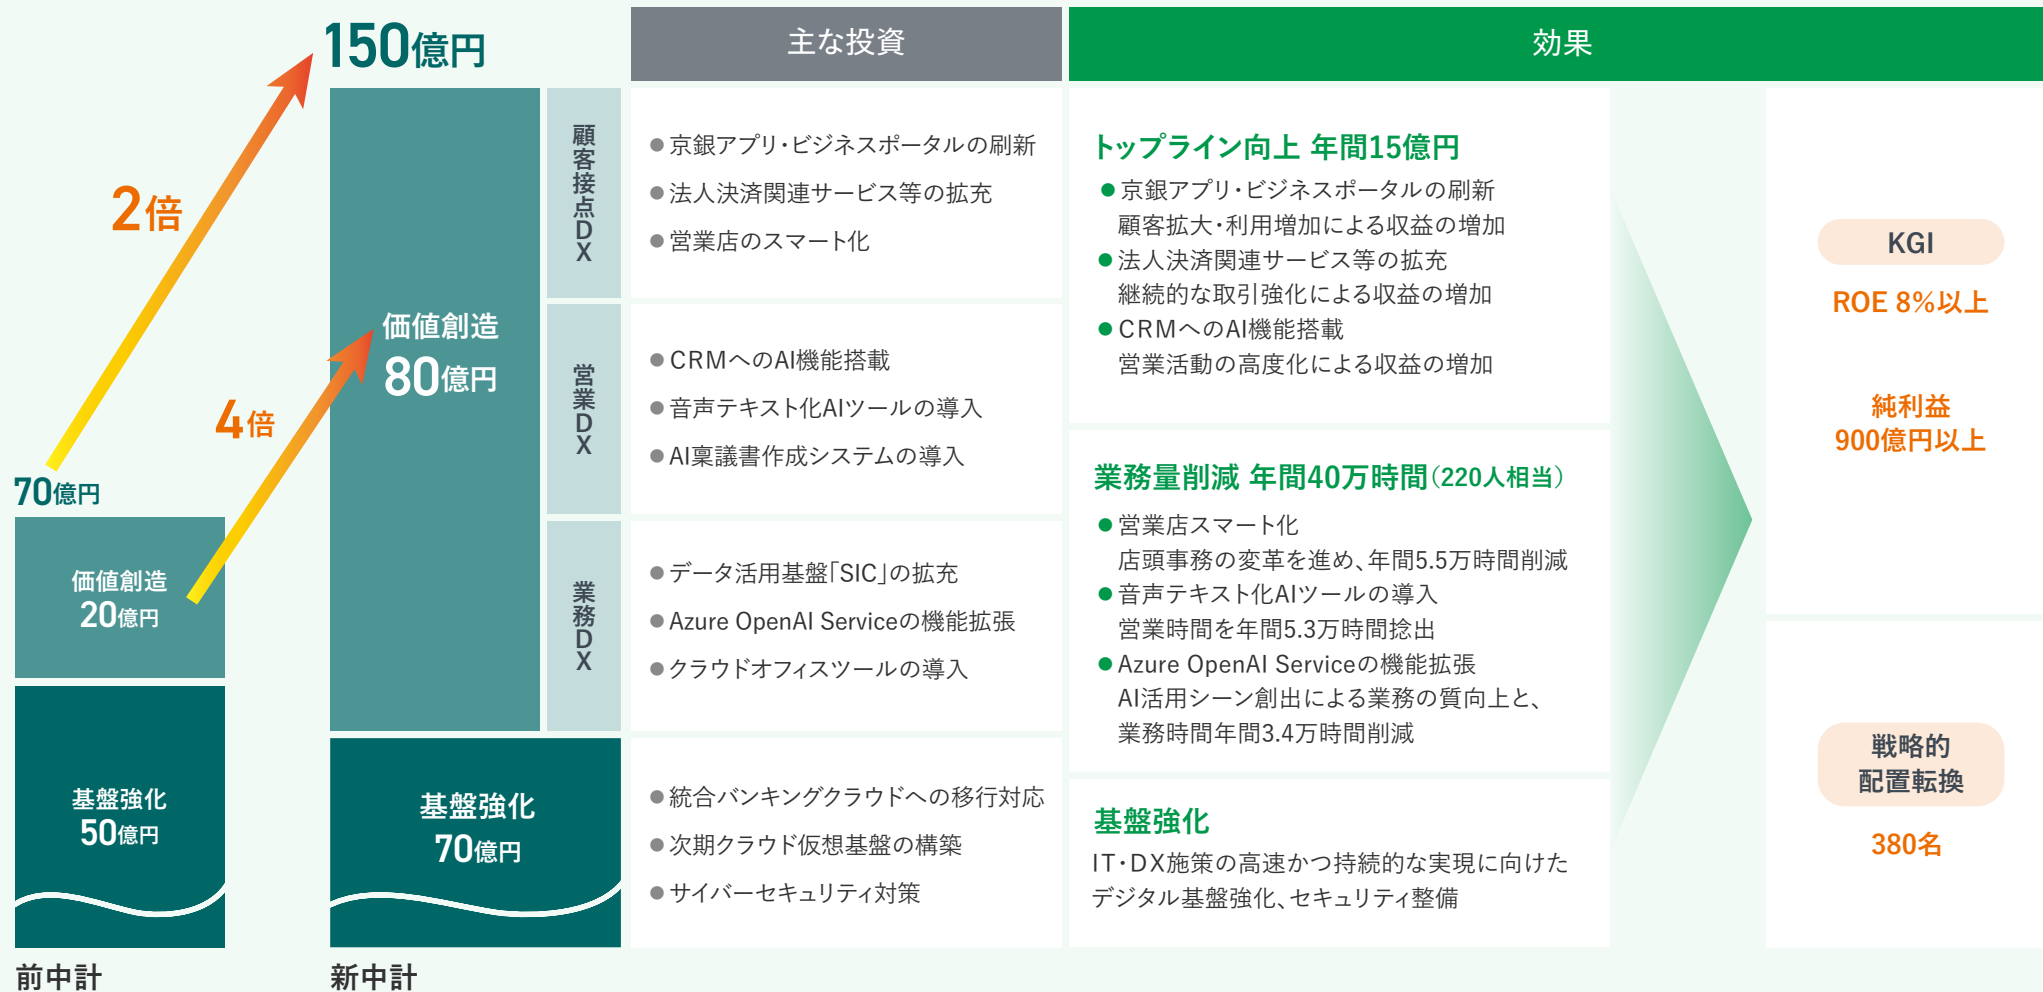 150億円
2倍
4倍
70億円
価値創造
20億円
基盤強化
50億円
前中計
価値創造
80億円
基盤強化
70億円
新中計
顧客接点DX
営業DX
業務DX
主な投資
●京銀アプリ・ビジネスポータルの刷新
●法人決済関連サービス等の拡充
●営業店のスマート化
●CRMへのAI機能搭載
●音声テキスト化AIツールの導入
●AI稟議書作成システムの導入
●データ活用基盤「SIC」の拡充
●Azure OpenAI Serviceの機能拡張
●クラウドオフィスツールの導入
●統合バンキングクラウドへの移行対応
●次期クラウド仮想基盤の構築
●サイバーセキュリティ対策
効果
トップライン向上 年間15億円
●京銀アプリ・ビジネスポータルの刷新
顧客拡大・利用増加による収益の増加
●法人決済関連サービス等の拡充
継続的な取引強化による収益の増加
●CRMへのAI機能搭載
営業活動の高度化による収益の増加
業務量削減 年間40万時間(220人相当)
●営業店スマート化
店頭事務の変革を進め、年間5.5万時間削減
●音声テキスト化AIツールの導入
営業時間を年間5.3万時間捻出
●Azure OpenAI Serviceの機能拡張
AI活用シーン創出による業務の質向上と、
業務時間年間3.4万時間削減
基盤強化
IT・DX施策の高速かつ持続的な実現に向けた
デジタル基盤強化、セキュリティ整備
KGI
ROE 8%以上
純利益
900億円以上
戦略的
配置転換
380名